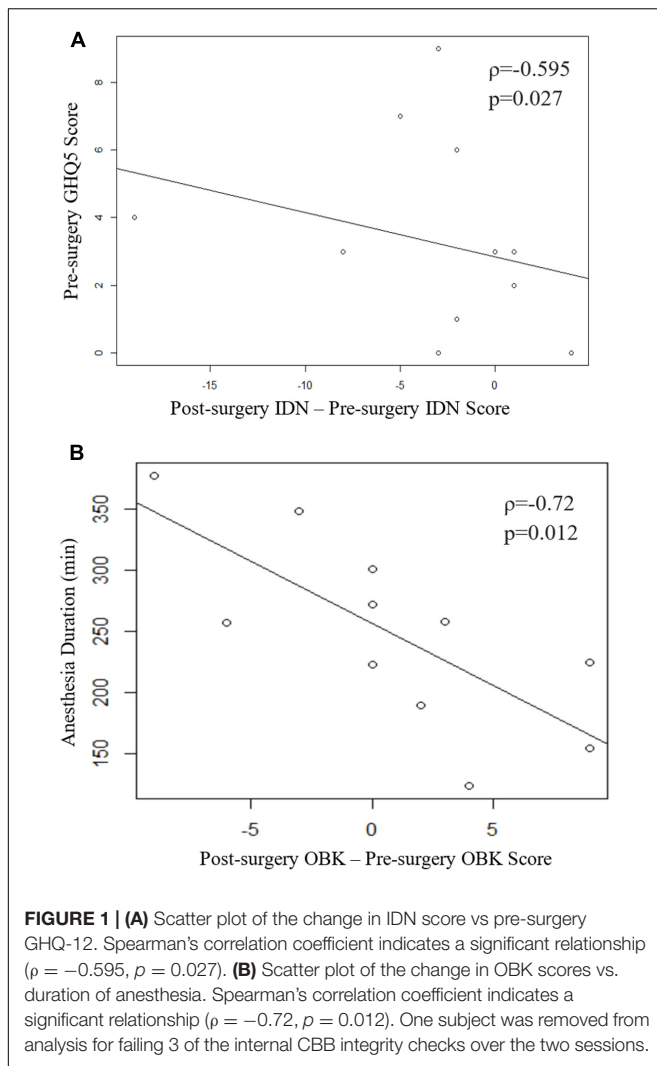 A
ρ=-0.595
p=0.027
Pre-surgery GHQ5 Score
8
6
4
2
0
-15 -10 -5 0
Post-surgery IDN – Pre-surgery IDN Score
B
ρ=-0.72
p=0.012
Anesthesia Duration (min)
350
300
250
200
150
-5 0 5
Post-surgery OBK – Pre-surgery OBK Score
FIGURE 1 | (A) Scatter plot of the change in IDN score vs pre-surgery
GHQ-12. Spearman's correlation coefficient indicates a significant relationship
(ρ = −0.595, p = 0.027). (B) Scatter plot of the change in OBK scores vs.
duration of anesthesia. Spearman's correlation coefficient indicates a
significant relationship (ρ = −0.72, p = 0.012). One subject was removed from
analysis for failing 3 of the internal CBB integrity checks over the two sessions.